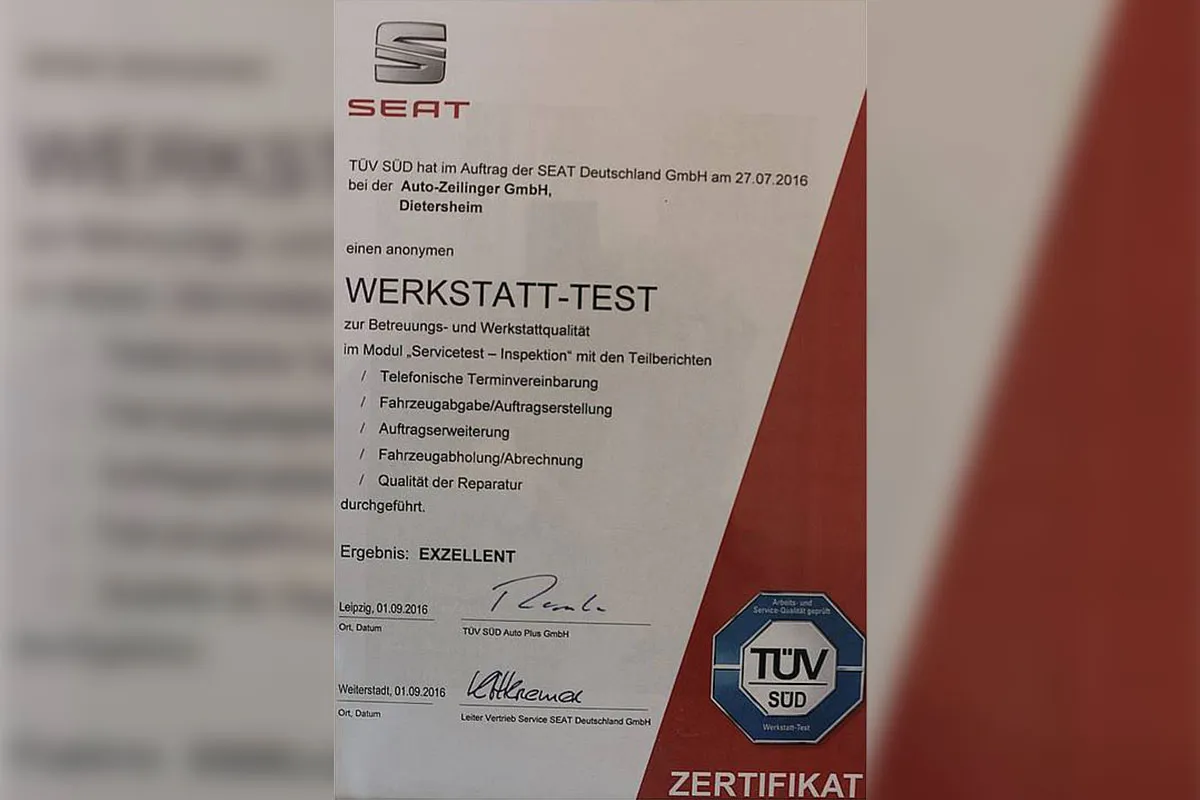 SEAT
TÜV SÜD hat im Auftrag der SEAT Deutschland GmbH am 27.07.2016
bei der Auto-Zeilinger GmbH,
Dietersheim
einen anonymen
WERKSTATT-TEST
zur Betreuungs- und Werkstattqualität
im Modul „Servicetest – Inspektion“ mit den Teilberichten
/ Telefonische Terminvereinbarung
/ Fahrzeugabgabe/Auftragserstellung
/ Auftragserweiterung
/ Fahrzeugabholung/Abrechnung
/ Qualität der Reparatur
durchgeführt.
Ergebnis: EXZELLENT
Leipzig, 01.09.2016
Ort, Datum
TÜV SÜD Auto Plus GmbH
Weiterstadt, 01.09.2016
Ort, Datum
Leiter Vertrieb Service SEAT Deutschland GmbH
Arbeits- und
Service-Qualität geprüft
TÜV
SÜD
Werkstatt-Test
ZERTIFIKAT